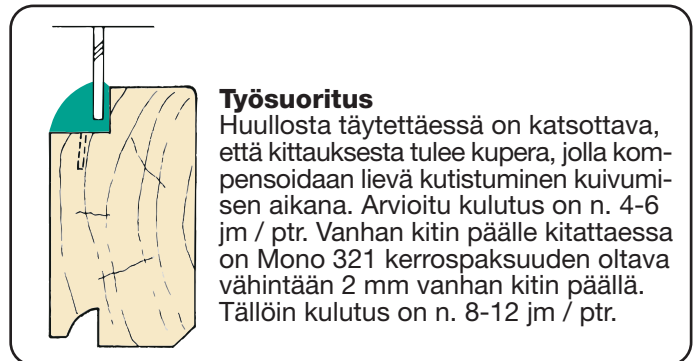 Työsuoritus
Huullosta täytettäessä on katsottava,
että kittauksesta tulee kupera, jolla kom-
pensoidaan lievä kutistuminen kuivumi-
sen aikana. Arvioitu kulutus on n. 4-6
jm / ptr. Vanhan kitin päälle kitattaessa
on Mono 321 kerrospaksuuden oltava
vähintään 2 mm vanhan kitin päällä.
Tällöin kulutus on n. 8-12 jm / ptr.